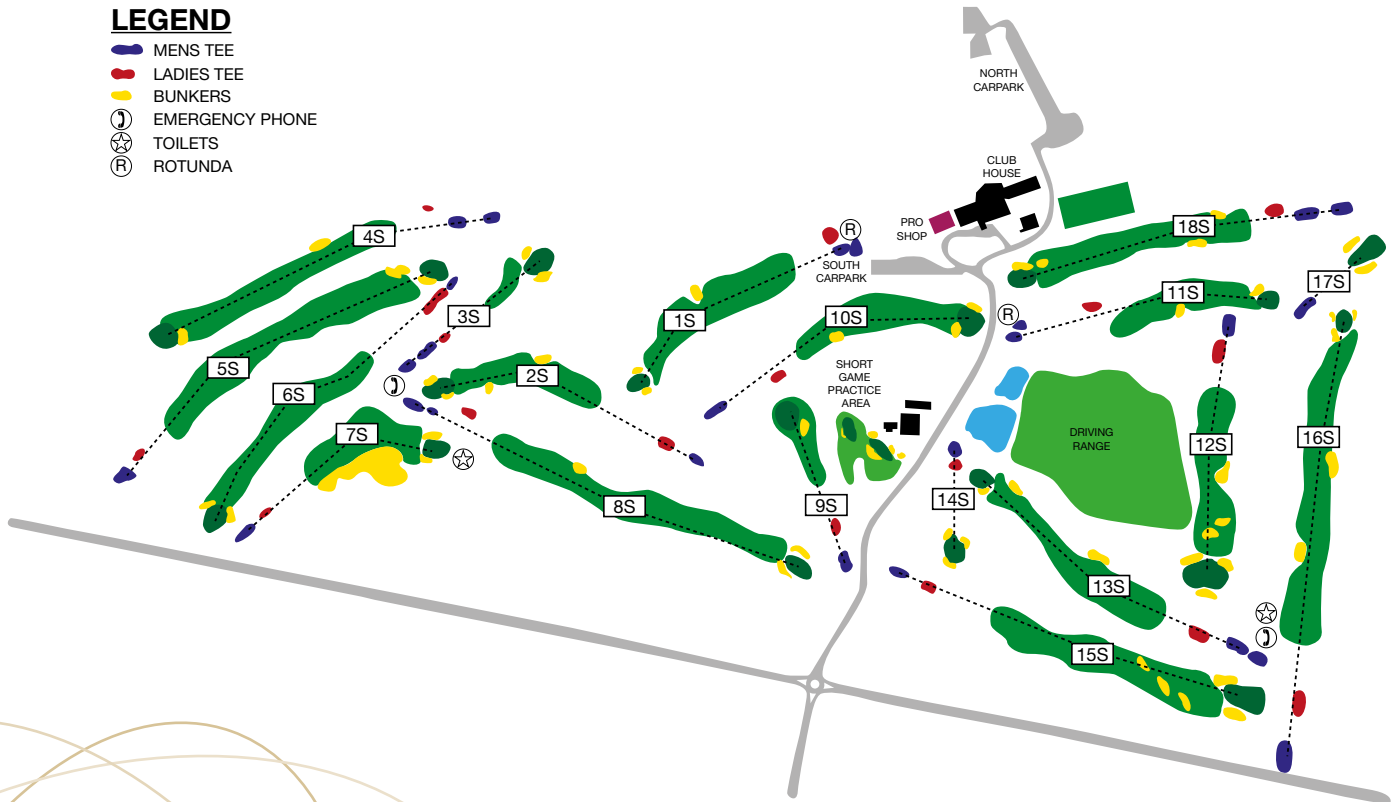 LEGEND
MENS TEE
LADIES TEE
BUNKERS
EMERGENCY PHONE
TOILETS
R ROTUNDA
NORTH
CARPARK
CLUB
HOUSE
PRO
SHOP
R
SOUTH
CARPARK
4S
18S
17S
11S
3S
1S
10S
R
5S
2S
SHORT
GAME
PRACTICE
AREA
6S
7S
DRIVING
RANGE
12S
16S
8S
9S
14S
13S
15S